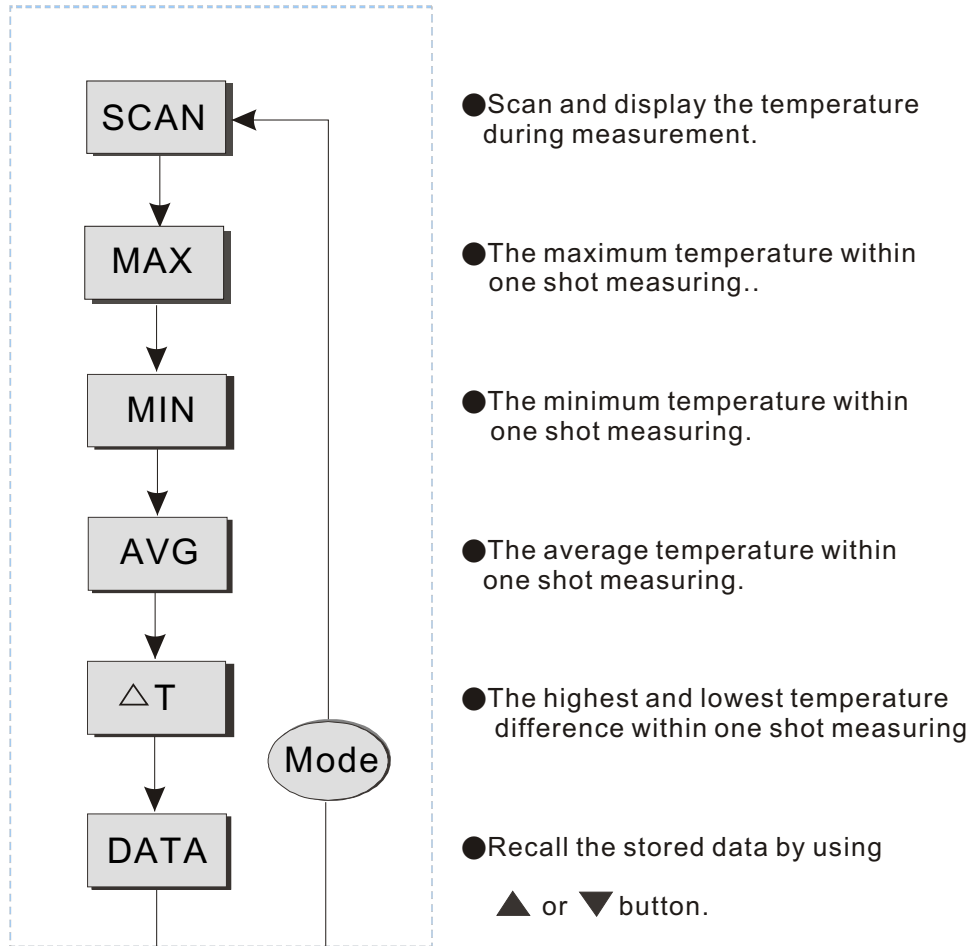 SCAN
●Scan and display the temperature
during measurement.
MAX
●The maximum temperature within
one shot measuring..
MIN
●The minimum temperature within
one shot measuring.
AVG
●The average temperature within
one shot measuring.
△T
●The highest and lowest temperature
difference within one shot measuring
Mode
DATA
●Recall the stored data by using
▲ or ▼ button.